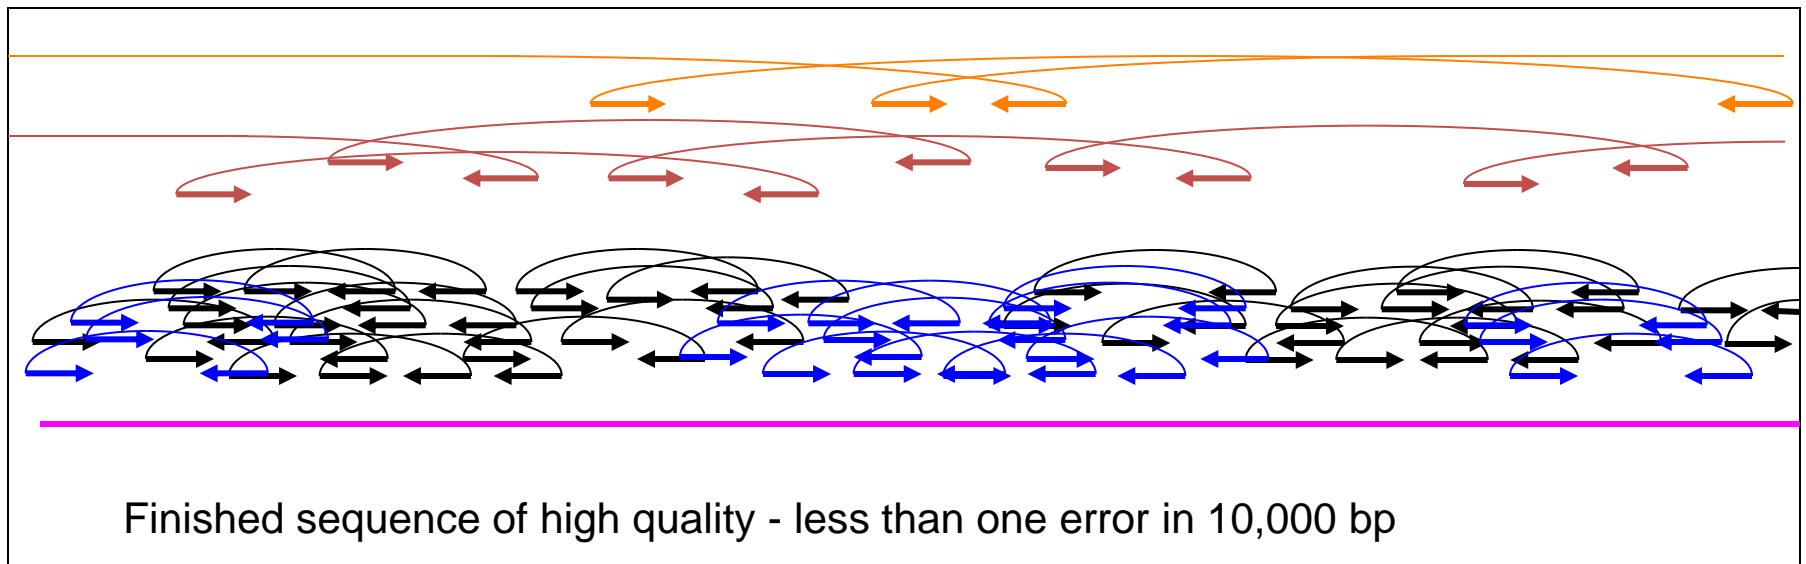 Finished sequence of high quality - less than one error in 10,000 bp